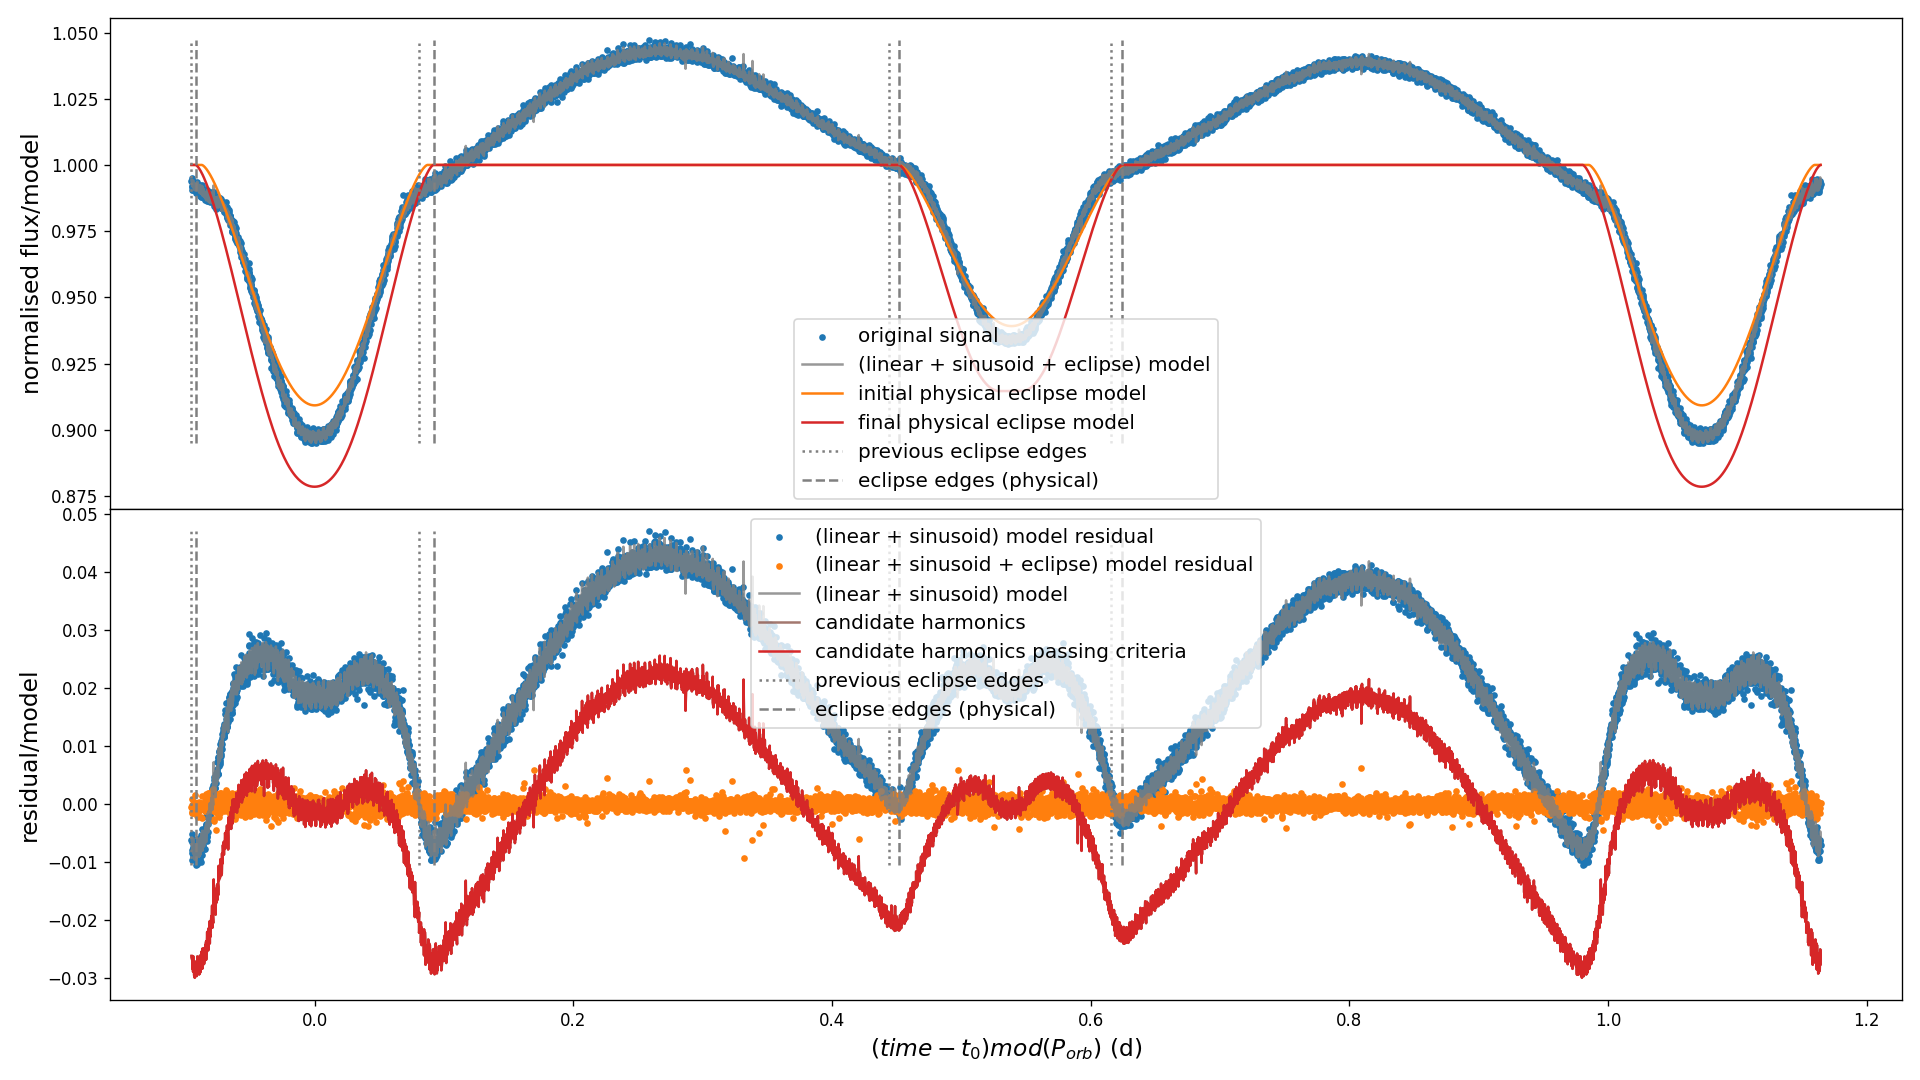 1.050
1.025
1.000
0.975
0.950
0.925
0.900
0.875
normalised flux/model
original signal
(linear + sinusoid + eclipse) model
initial physical eclipse model
final physical eclipse model
previous eclipse edges
eclipse edges (physical)
0.05
0.04
0.03
0.02
0.01
0.00
−0.01
−0.02
−0.03
residual/model
(linear + sinusoid) model residual
(linear + sinusoid + eclipse) model residual
(linear + sinusoid) model
candidate harmonics
candidate harmonics passing criteria
previous eclipse edges
eclipse edges (physical)
0.0 0.2 0.4 0.6 0.8 1.0 1.2
(time − t₀)mod(P_orb) (d)